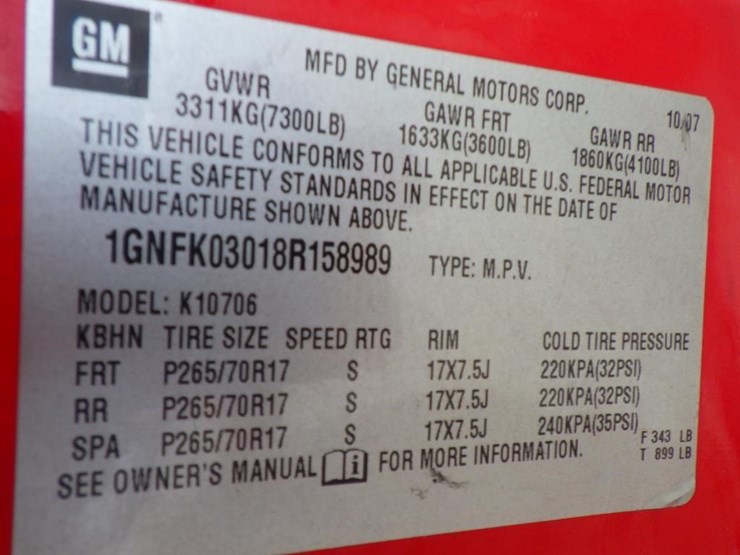 GM
MFD BY GENERAL MOTORS CORP.
10/07
GVWR GAWR FRT GAWR RR
3311KG(7300LB) 1633KG(3600LB) 1860KG(4100LB)
THIS VEHICLE CONFORMS TO ALL APPLICABLE U.S. FEDERAL MOTOR
VEHICLE SAFETY STANDARDS IN EFFECT ON THE DATE OF
MANUFACTURE SHOWN ABOVE.
1GNFK03018R158989 TYPE: M.P.V.
MODEL: K10706
KBHN TIRE SIZE SPEED RTG RIM COLD TIRE PRESSURE
FRT P265/70R17 S 17X7.5J 220KPA(32PSI)
RR P265/70R17 S 17X7.5J 220KPA(32PSI)
SPA P265/70R17 S 17X7.5J 240KPA(35PSI)
F 343 LB
T 899 LB
SEE OWNER'S MANUAL i FOR MORE INFORMATION.